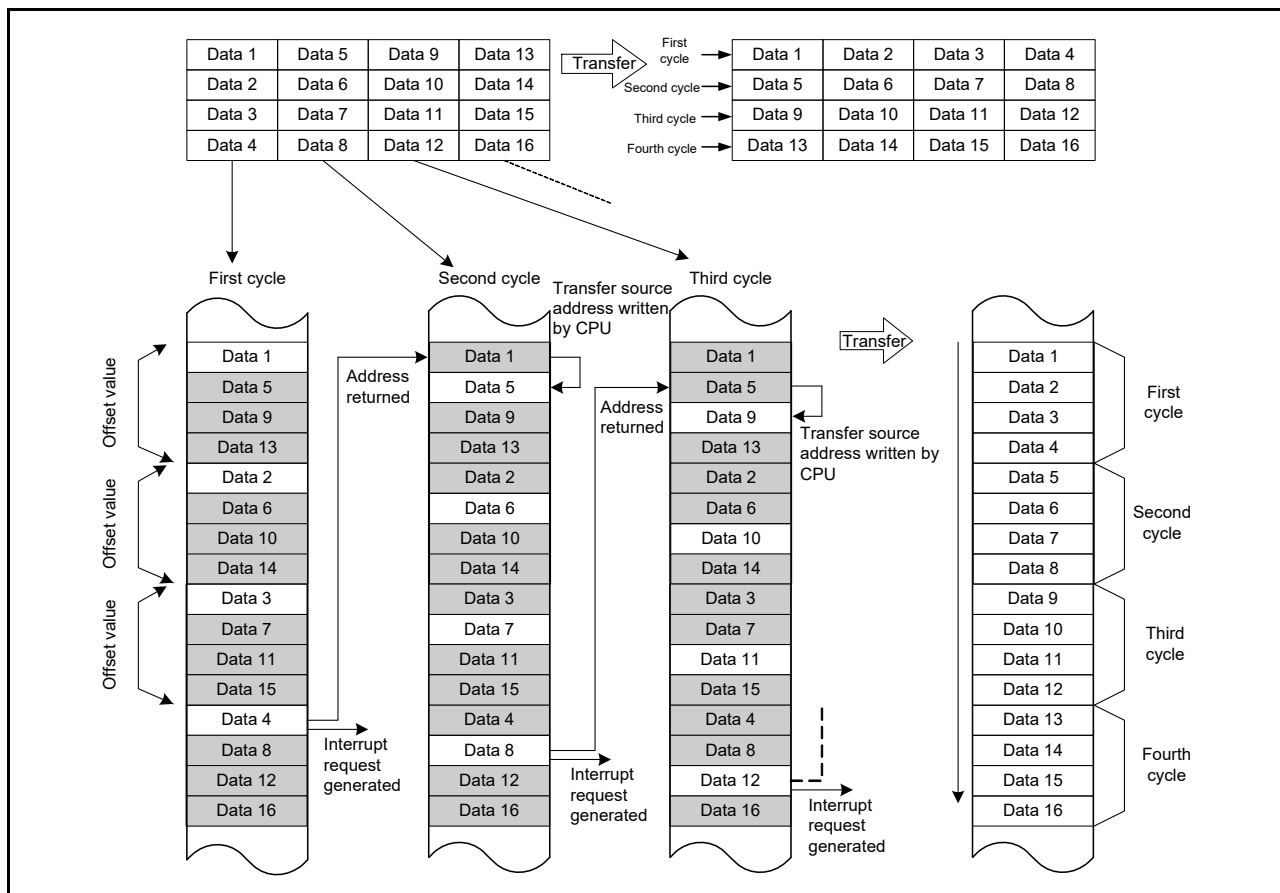 Data 1 Data 5 Data 9 Data 13
Data 2 Data 6 Data 10 Data 14
Data 3 Data 7 Data 11 Data 15
Data 4 Data 8 Data 12 Data 16
Transfer
First
cycle
Data 1 Data 2 Data 3 Data 4
Second cycle
Data 5 Data 6 Data 7 Data 8
Third cycle
Data 9 Data 10 Data 11 Data 12
Fourth cycle
Data 13 Data 14 Data 15 Data 16
First cycle
Offset value
Offset value
Offset value
Data 1
Data 5
Data 9
Data 13
Data 2
Data 6
Data 10
Data 14
Data 3
Data 7
Data 11
Data 15
Data 4
Data 8
Data 12
Data 16
Address
returned
Interrupt
request
generated
Second cycle
Transfer source
address written
by CPU
Data 1
Data 5
Data 9
Data 13
Data 2
Data 6
Data 10
Data 14
Data 3
Data 7
Data 11
Data 15
Data 4
Data 8
Data 12
Data 16
Address
returned
Interrupt
request
generated
Third cycle
Data 1
Data 5
Data 9
Data 13
Data 2
Data 6
Data 10
Data 14
Data 3
Data 7
Data 11
Data 15
Data 4
Data 8
Data 12
Data 16
Transfer source
address written by
CPU
Interrupt
request
generated
Transfer
Data 1
Data 2
Data 3
Data 4
Data 5
Data 6
Data 7
Data 8
Data 9
Data 10
Data 11
Data 12
Data 13
Data 14
Data 15
Data 16
First
cycle
Second
cycle
Third
cycle
Fourth
cycle